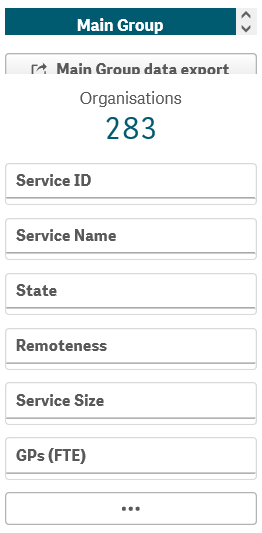 Main Group
Main Group data export
Organisations
283
Service ID
Service Name
State
Remoteness
Service Size
GPs (FTE)
...